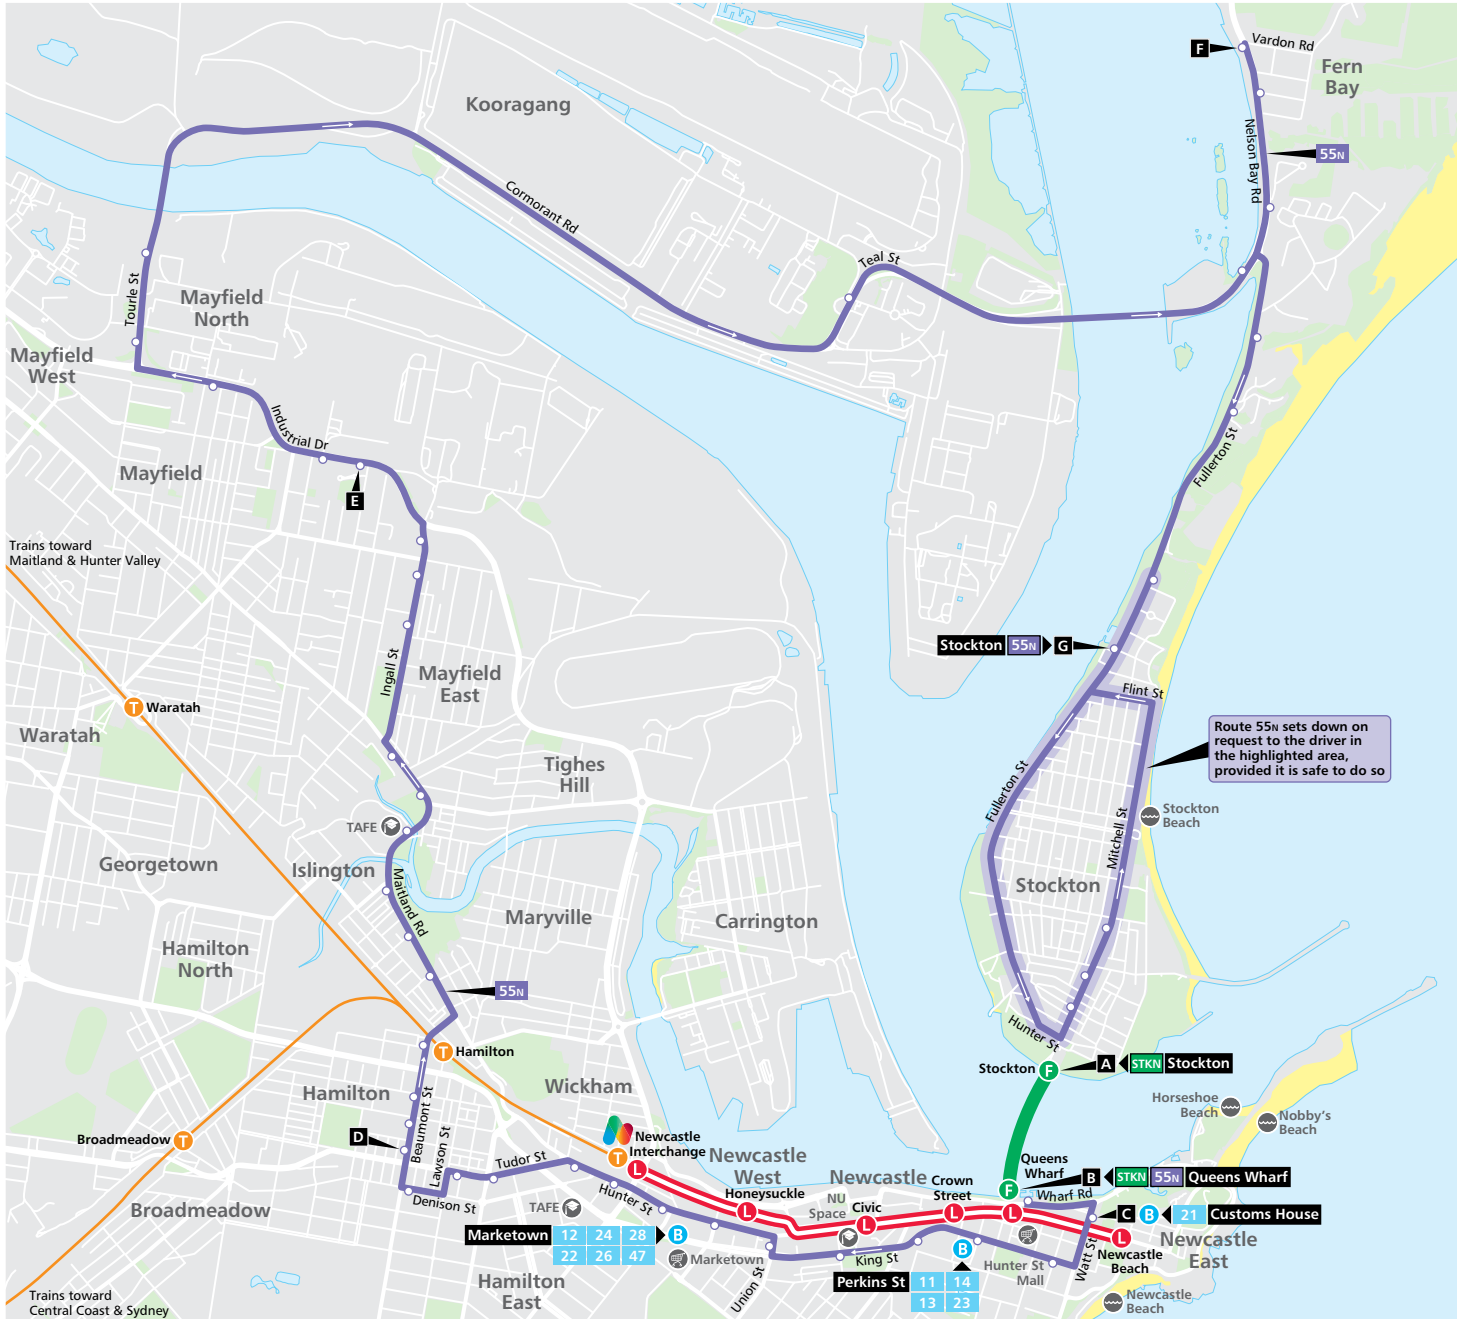 F
Vardon Rd
Fern
Bay
Kooragang
Nelson Bay Rd
55N
Cormorant Rd
Teal St
Tourle St
Mayfield
North
Mayfield
West
Industrial Dr
Mayfield
E
Fullerton St
Trains toward
Maitland & Hunter Valley
Stockton 55N G
Ingall St
Mayfield
East
Flint St
T Waratah
Waratah
Route 55N sets down on
request to the driver in
the highlighted area,
provided it is safe to do so
Tighes
Hill
Fullerton St
Stockton
Beach
TAFE
Mitchell St
Georgetown
Islington
Stockton
Maitland Rd
Maryville
Carrington
Hamilton
North
55N
Hunter St
T Hamilton
Stockton F
A STKN Stockton
Hamilton
Wickham
Horseshoe
Beach
Nobby's
Beach
Beaumont St
Broadmeadow T
D
Lawson St
Newcastle
Interchange
T
L
Tudor St
Newcastle
West
Queens
Wharf
F
B STKN 55N Queens Wharf
Newcastle
Crown
Street
L
Honeysuckle
L
NU
Space
Civic
L
L
Wharf Rd
Denison St
Hunter St
TAFE
Broadmeadow
C B 21 Customs House
Marketown 12 24 28 B
22 26 47
Marketown
King St
B
Hunter St
Mall
Watt St
L
Newcastle
Beach
Newcastle
East
Perkins St 11 14
13 23
Union St
Hamilton
East
Newcastle
Beach
Trains toward
Central Coast & Sydney